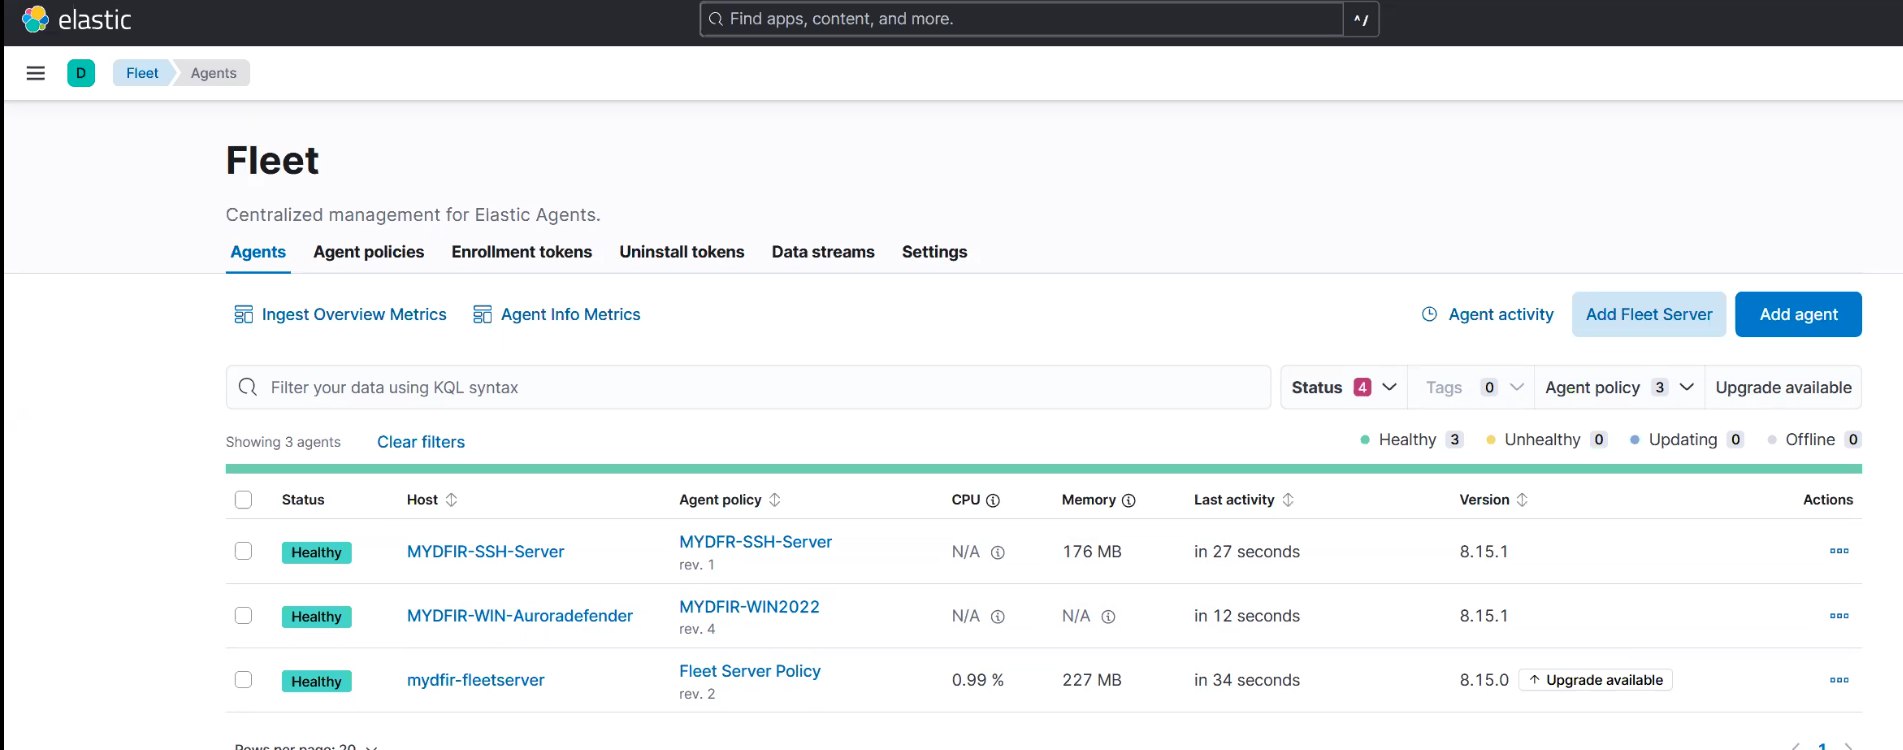 elastic
Find apps, content, and more.
^/
D
Fleet
Agents
Fleet
Centralized management for Elastic Agents.
Agents Agent policies Enrollment tokens Uninstall tokens Data streams Settings
Ingest Overview Metrics Agent Info Metrics Agent activity Add Fleet Server Add agent
Filter your data using KQL syntax Status 4 Tags 0 Agent policy 3 Upgrade available
Showing 3 agents Clear filters Healthy 3 Unhealthy 0 Updating 0 Offline 0
Status Host Agent policy CPU Memory Last activity Version Actions
Healthy MYDFIR-SSH-Server MYDFR-SSH-Server N/A 176 MB in 27 seconds 8.15.1
rev. 1
Healthy MYDFIR-WIN-Auroradefender MYDFIR-WIN2022 N/A N/A in 12 seconds 8.15.1
rev. 4
Healthy mydfir-fleetserver Fleet Server Policy 0.99 % 227 MB in 34 seconds 8.15.0 Upgrade available
rev. 2
Rows per page: 20 1